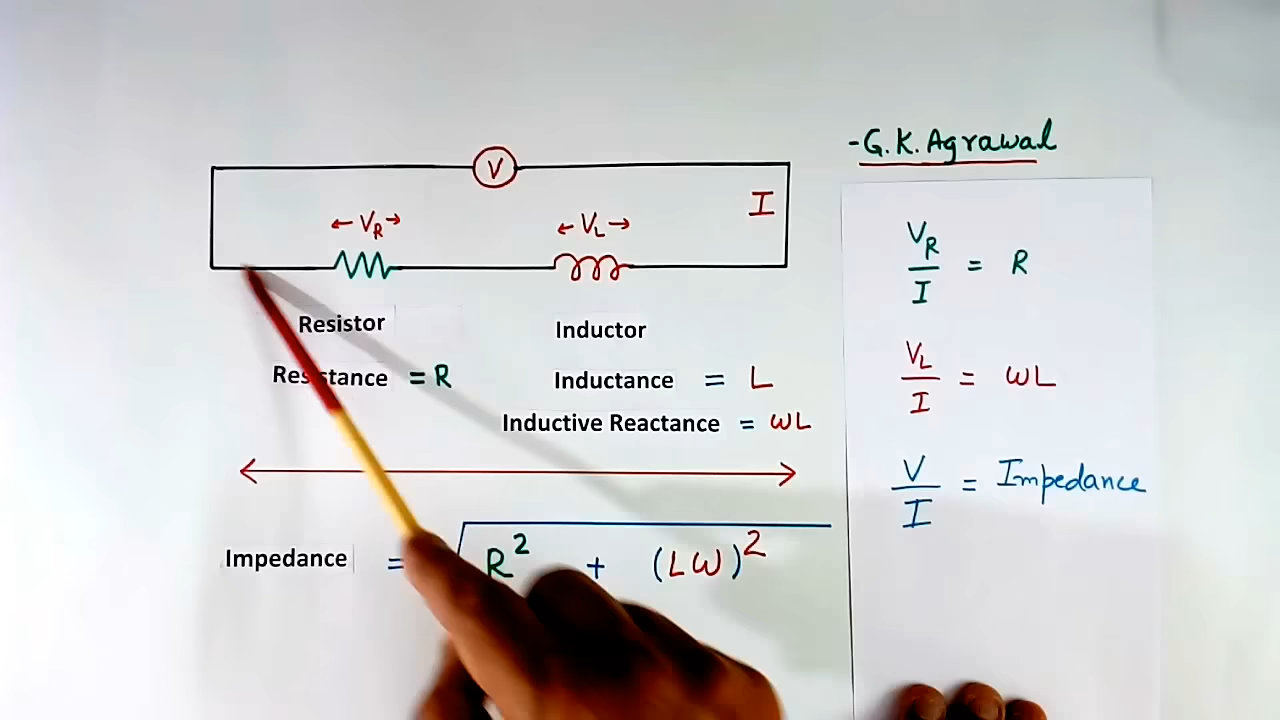 -G.K.Agrawal
V
I
← VR →
← VL →
Resistor
Inductor
Resistance = R
Inductance = L
Inductive Reactance = ωL
Impedance = √R² + (Lω)²
VR/I = R
VL/I = ωL
V/I = Impedance